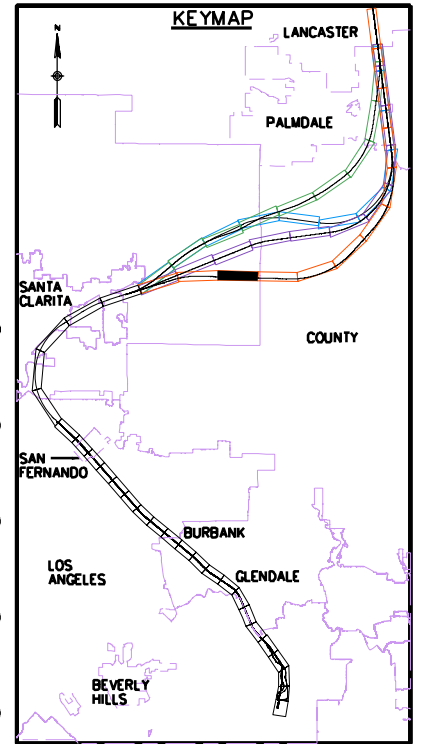 KEYMAP
N
LANCASTER
PALMDALE
SANTA
CLARITA
COUNTY
SAN
FERNANDO
BURBANK
LOS
ANGELES
GLENDALE
BEVERLY
HILLS